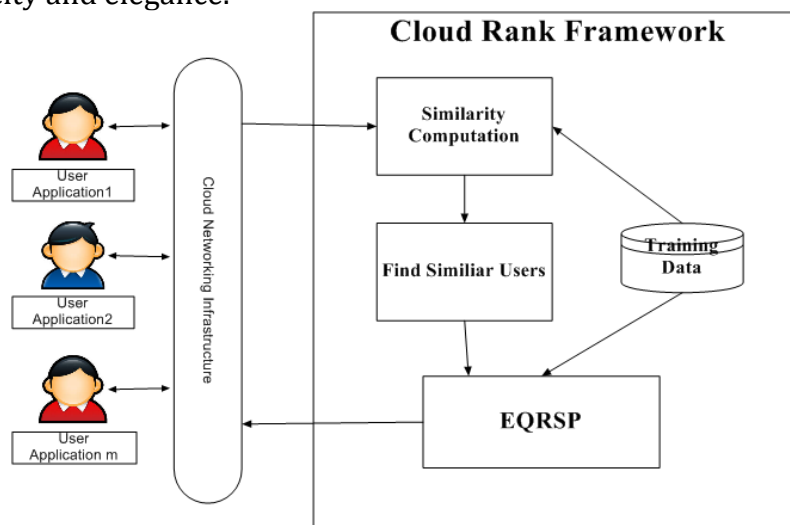 city and elegance.
Cloud Rank Framework
User
Application1
User
Application2
User
Application m
Cloud Networking Infrastructure
Similarity
Computation
Find Similiar Users
Training
Data
EQRSP